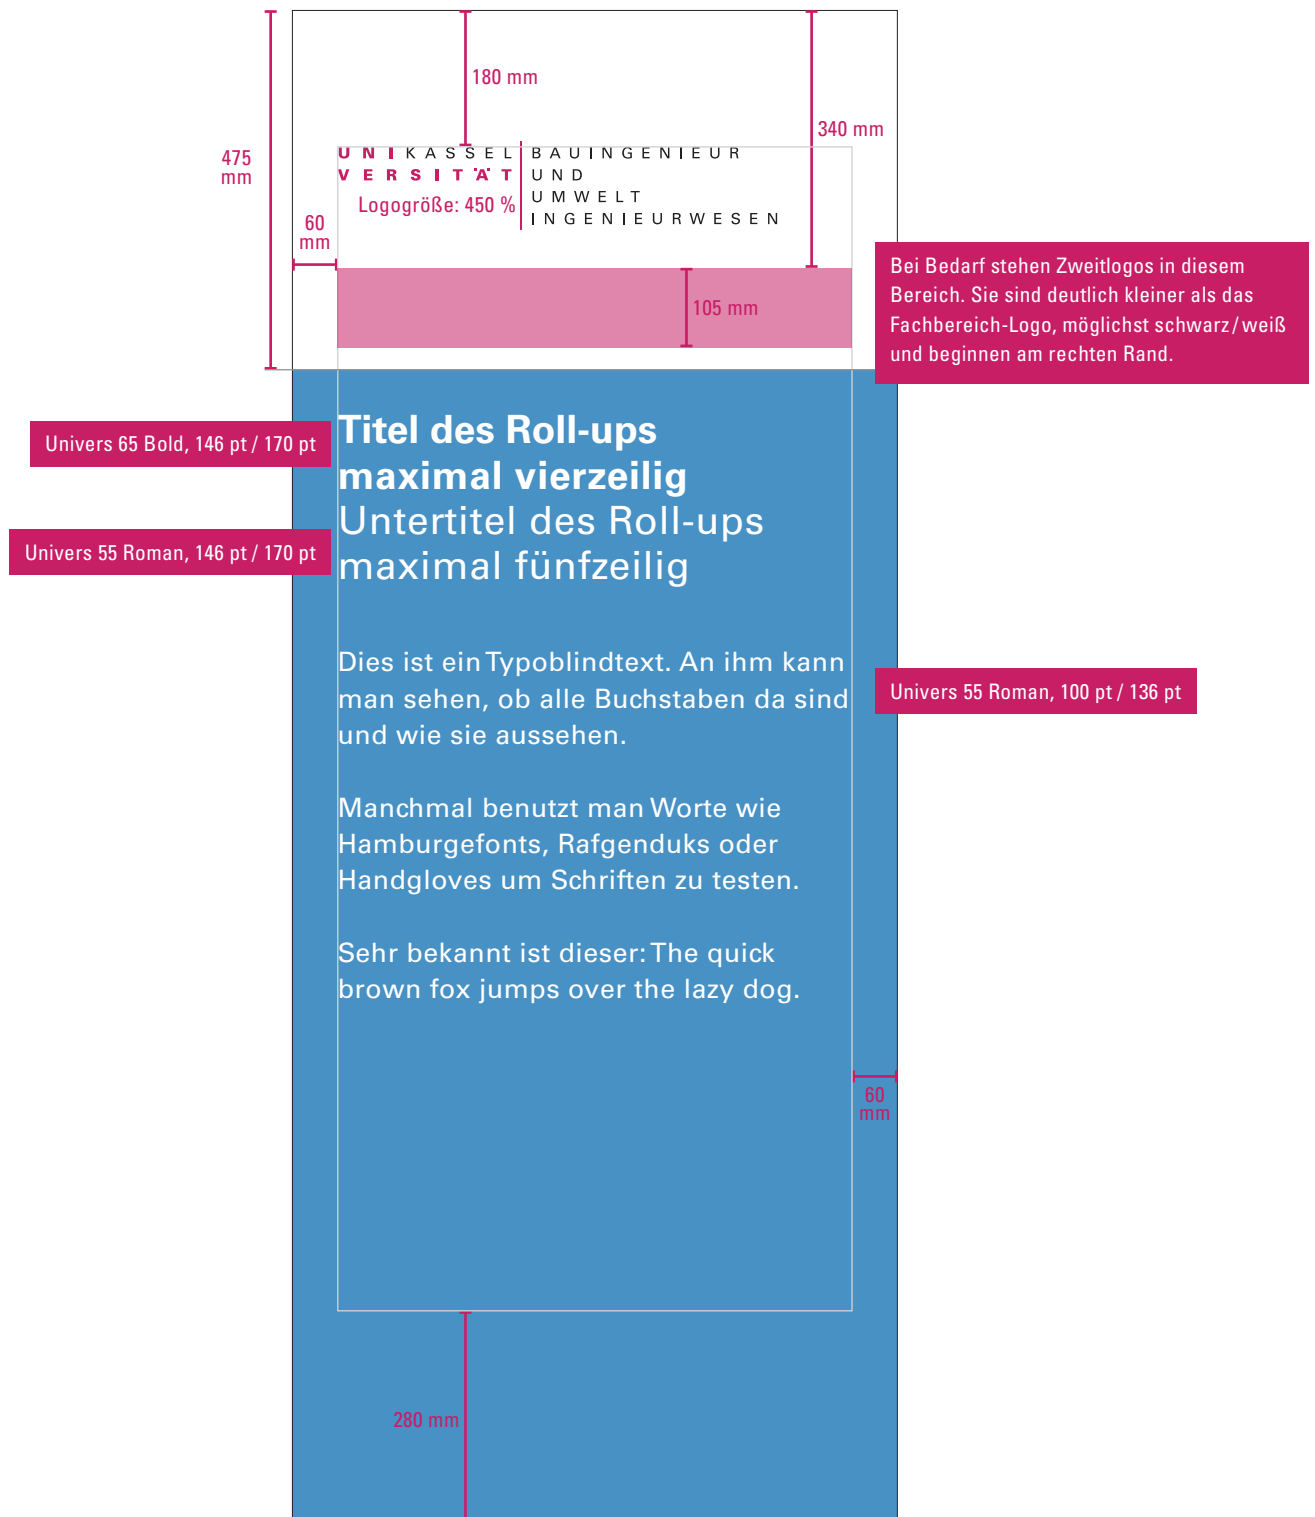 180 mm
340 mm
475
mm
UNIKASSEL
VERSITÄT
BAUINGENIEUR
UND
UMWELT
INGENIEURWESEN
Logogröße: 450 %
60
mm
105 mm
Bei Bedarf stehen Zweitlogos in diesem
Bereich. Sie sind deutlich kleiner als das
Fachbereich-Logo, möglichst schwarz/weiß
und beginnen am rechten Rand.
Univers 65 Bold, 146 pt / 170 pt
Titel des Roll-ups
maximal vierzeilig
Untertitel des Roll-ups
maximal fünfzeilig
Univers 55 Roman, 146 pt / 170 pt
Dies ist ein Typoblindtext. An ihm kann
man sehen, ob alle Buchstaben da sind
und wie sie aussehen.
Univers 55 Roman, 100 pt / 136 pt
Manchmal benutzt man Worte wie
Hamburgefonts, Rafgenduks oder
Handgloves um Schriften zu testen.
Sehr bekannt ist dieser: The quick
brown fox jumps over the lazy dog.
60
mm
280 mm